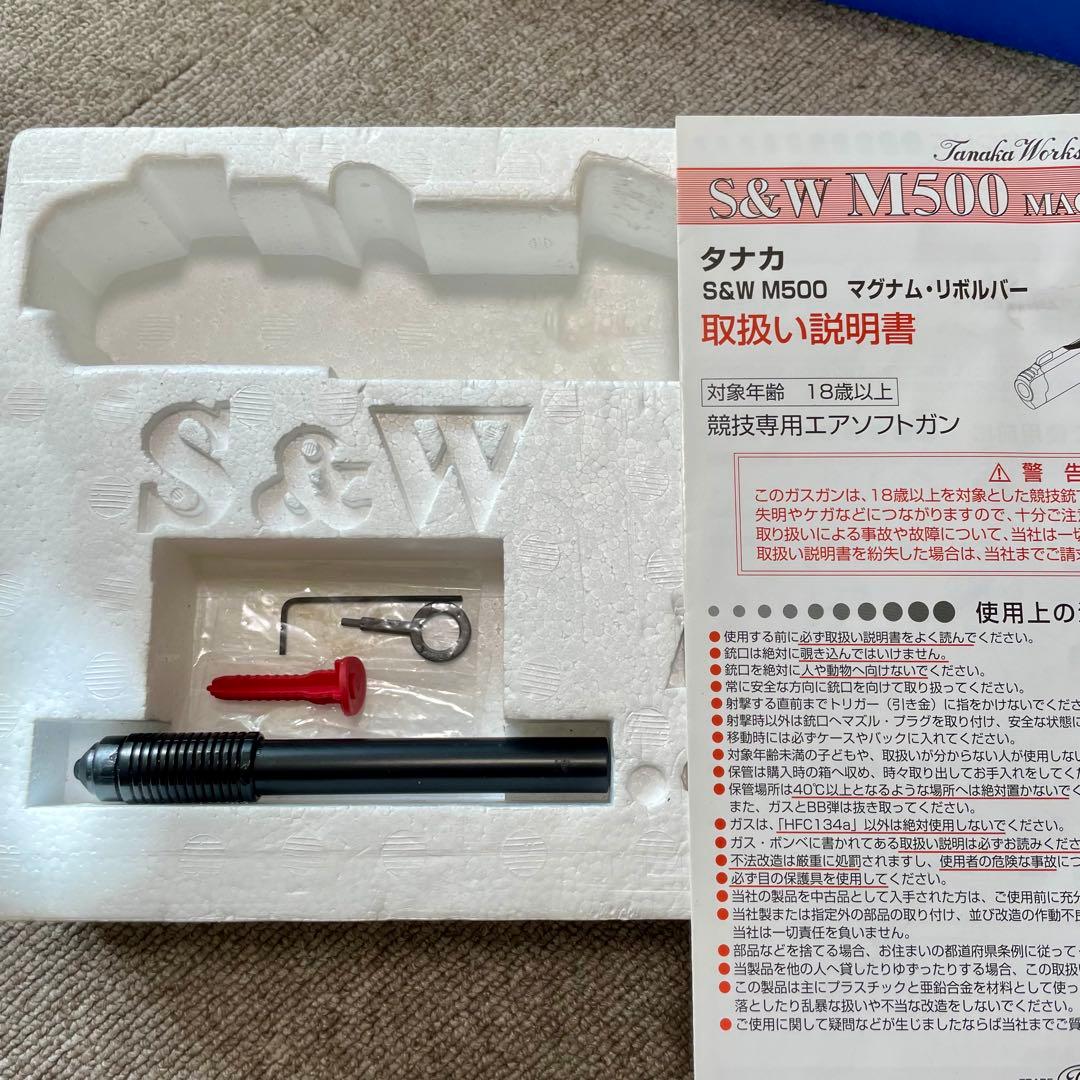 S&W
Tanaka Works
S&W M500
タナカ
S&W M500 マグナム・リボルバー
取扱い説明書
対象年齢 18歳以上
競技専用エアソフトガン
⚠ 警告
このガスガンは、18歳以上を対象とした競技銃
失明やケガなどにつながりますので、十分ご注
取り扱いによる事故や故障について、当社は一切
取扱い説明書を紛失した場合は、当社までご請
使用上の
●使用する前に必ず取扱い説明書をよく読んでください。
●銃口は絶対に覗き込んではいけません。
●銃口を絶対に人や動物へ向けないでください。
●常に安全な方向に銃口を向けて取り扱ってください。
●射撃する直前までトリガー（引き金）に指をかけないでくださ
●射撃時以外は銃口へマズル・プラグを取り付け、安全な状態に
●移動時には必ずケースやバックに入れてください。
●対象年齢未満の子どもや、取扱いが分からない人が使用しない
●保管は購入時の箱へ収め、時々取り出してお手入れをしてくだ
●保管場所は40℃以上となるような場所へは絶対置かないでく
また、ガスとBB弾は抜き取ってください。
●ガスは、「HFC134a」以外は絶対使用しないでください。
●ガス・ボンベに書かれてある取扱い説明は必ずお読みくださ
●不法改造は厳重に処罰されますし、使用者の危険な事故につ
●必ず目の保護具を使用してください。
●当社の製品を中古品として入手された方は、ご使用前に充分
●当社製または指定外の部品の取り付け、並び改造の作動不良
当社は一切責任を負いません。
●部品などを捨てる場合、お住まいの都道府県条例に従って
●当製品を他の人へ貸したりゆずったりする場合、この取扱い
●この製品は主にプラスチックと亜鉛合金を材料として使っ
落としたり乱暴な扱いや不当な改造をしないでください。
●ご使用に関して疑問などが生じましたならば当社までご質